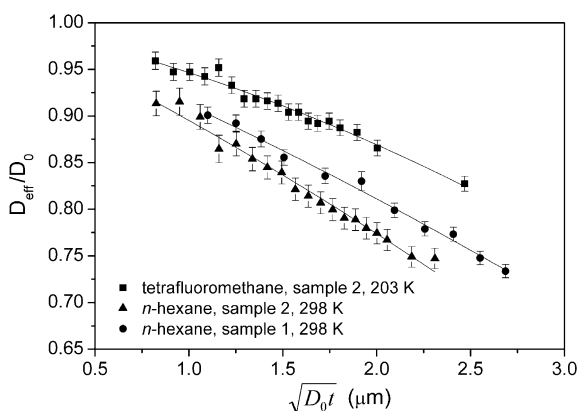 1.00
0.95
0.90
0.85
0.80
0.75
0.70
0.65
D_eff/D_0
tetrafluoromethane, sample 2, 203 K
n-hexane, sample 2, 298 K
n-hexane, sample 1, 298 K
0.5 1.0 1.5 2.0 2.5 3.0
√D_0t (μm)